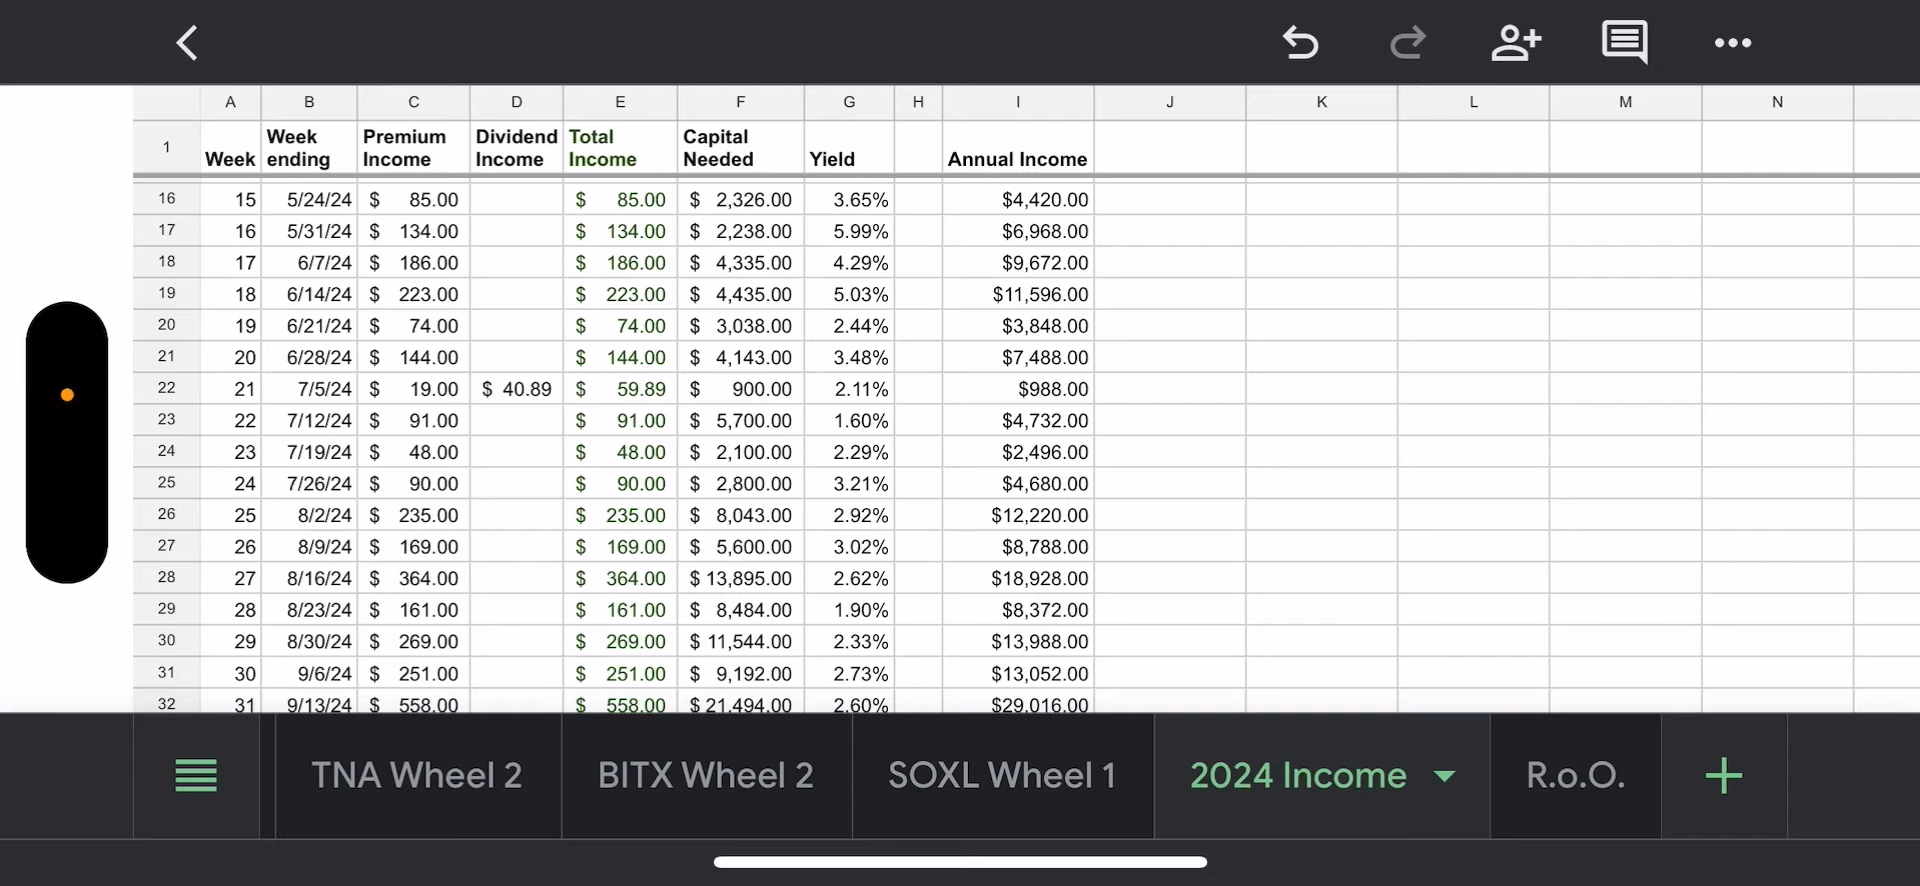 A B C D E F G H I J K L M N
1 Week Week ending Premium Income Dividend Income Total Income Capital Needed Yield Annual Income
16 15 5/24/24 $ 85.00 $ 85.00 $ 2,326.00 3.65% $4,420.00
17 16 5/31/24 $ 134.00 $ 134.00 $ 2,238.00 5.99% $6,968.00
18 17 6/7/24 $ 186.00 $ 186.00 $ 4,335.00 4.29% $9,672.00
19 18 6/14/24 $ 223.00 $ 223.00 $ 4,435.00 5.03% $11,596.00
20 19 6/21/24 $ 74.00 $ 74.00 $ 3,038.00 2.44% $3,848.00
21 20 6/28/24 $ 144.00 $ 144.00 $ 4,143.00 3.48% $7,488.00
22 21 7/5/24 $ 19.00 $ 40.89 $ 59.89 $ 900.00 2.11% $988.00
23 22 7/12/24 $ 91.00 $ 91.00 $ 5,700.00 1.60% $4,732.00
24 23 7/19/24 $ 48.00 $ 48.00 $ 2,100.00 2.29% $2,496.00
25 24 7/26/24 $ 90.00 $ 90.00 $ 2,800.00 3.21% $4,680.00
26 25 8/2/24 $ 235.00 $ 235.00 $ 8,043.00 2.92% $12,220.00
27 26 8/9/24 $ 169.00 $ 169.00 $ 5,600.00 3.02% $8,788.00
28 27 8/16/24 $ 364.00 $ 364.00 $ 13,895.00 2.62% $18,928.00
29 28 8/23/24 $ 161.00 $ 161.00 $ 8,484.00 1.90% $8,372.00
30 29 8/30/24 $ 269.00 $ 269.00 $ 11,544.00 2.33% $13,988.00
31 30 9/6/24 $ 251.00 $ 251.00 $ 9,192.00 2.73% $13,052.00
32 31 9/13/24 $ 558.00 $ 558.00 $ 21,494.00 2.60% $29,016.00
TNA Wheel 2 BITX Wheel 2 SOXL Wheel 1 2024 Income R.o.O.